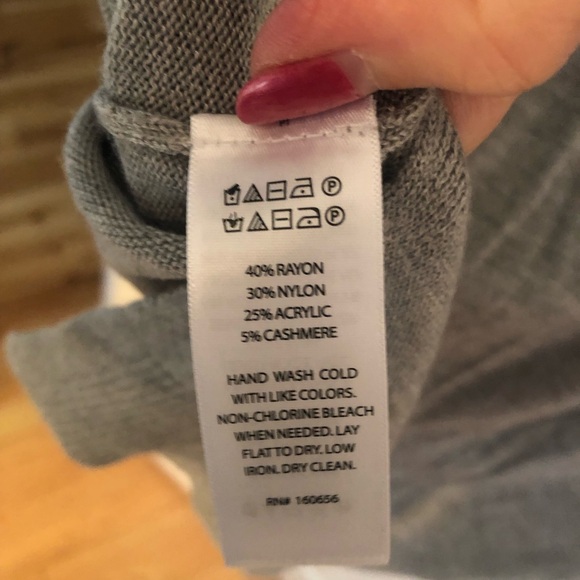 P
P
40% RAYON
30% NYLON
25% ACRYLIC
5% CASHMERE
HAND WASH COLD
WITH LIKE COLORS.
NON-CHLORINE BLEACH
WHEN NEEDED. LAY
FLAT TO DRY. LOW
IRON. DRY CLEAN.
RN# 160656